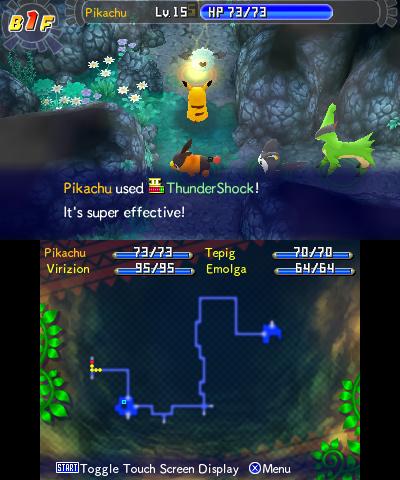 B1F
Pikachu Lv.15 HP 73/73
Pikachu used ThunderShock!
It's super effective!
Pikachu 73/73 Tepig 70/70
Virizion 95/95 Emolga 64/64
START Toggle Touch Screen Display X Menu